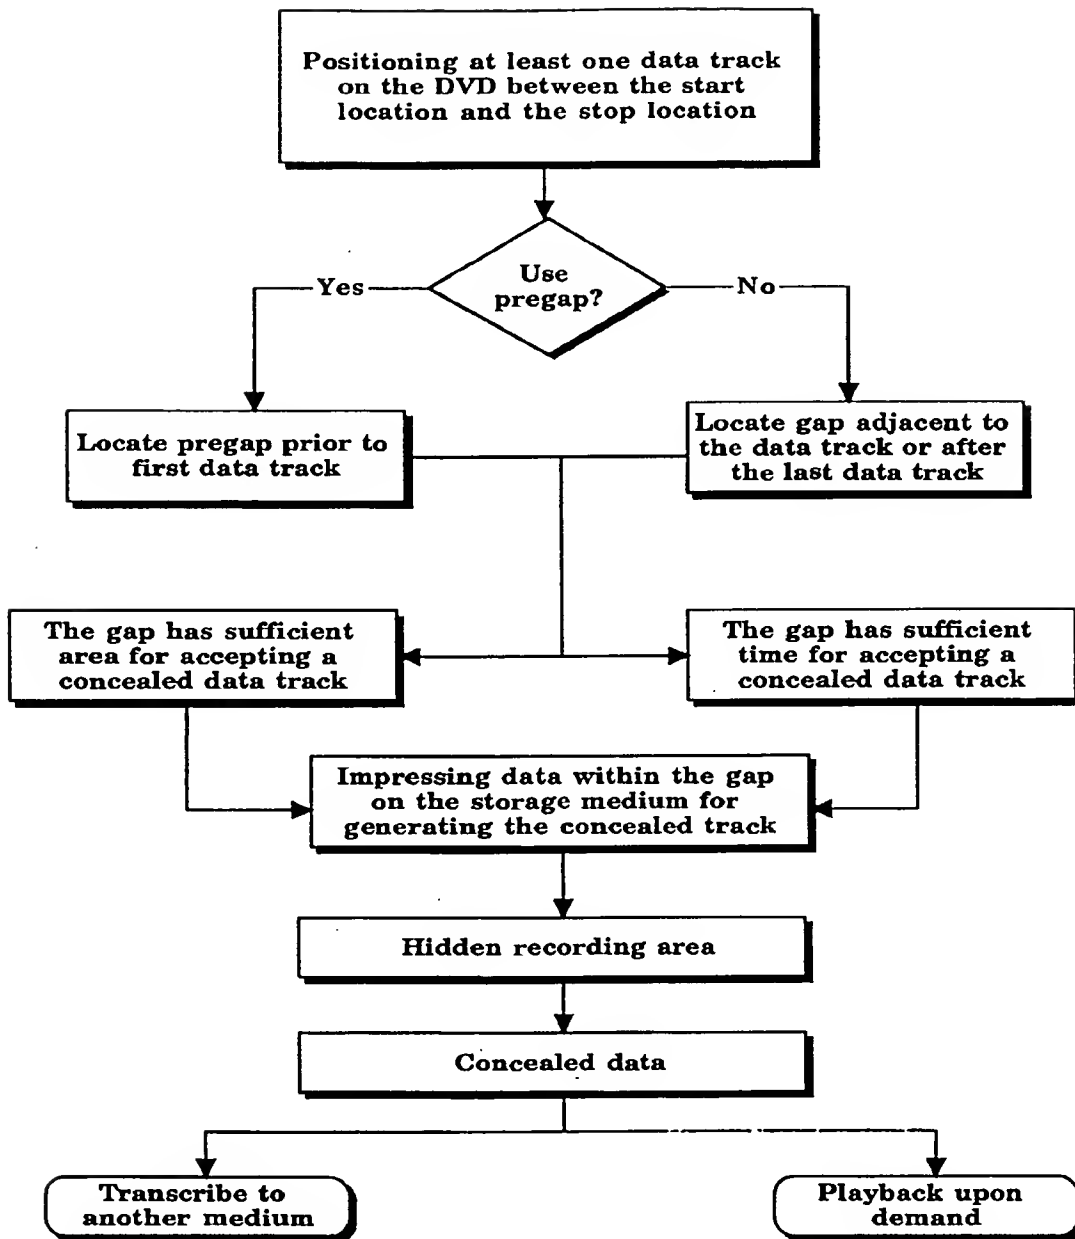 Positioning at least one data track
on the DVD between the start
location and the stop location
Use
pregap?
Yes
No
Locate pregap prior to
first data track
Locate gap adjacent to
the data track or after
the last data track
The gap has sufficient
area for accepting a
concealed data track
The gap has sufficient
time for accepting a
concealed data track
Impressing data within the gap
on the storage medium for
generating the concealed track
Hidden recording area
Concealed data
Transcribe to
another medium
Playback upon
demand